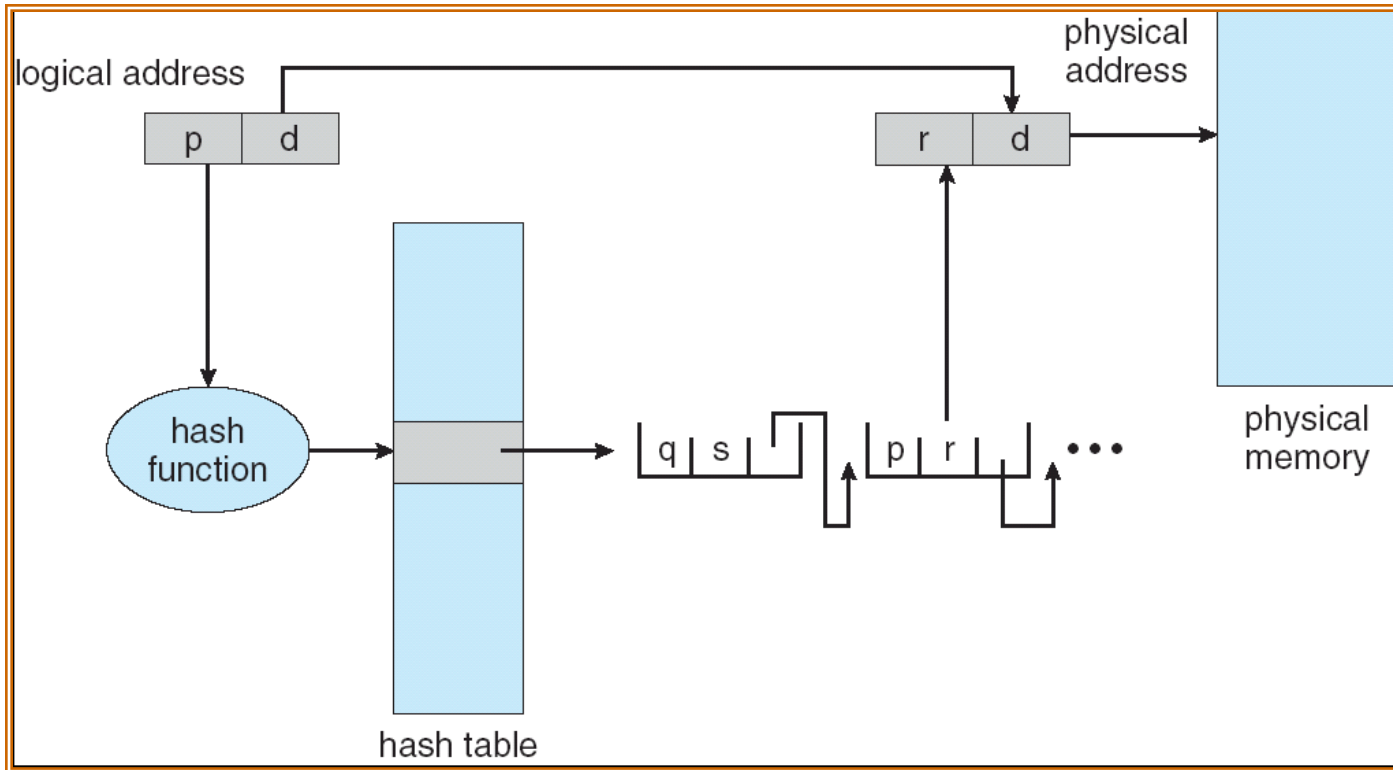 logical address
p d
physical
address
r d
hash
function
q s
p r
•••
physical
memory
hash table